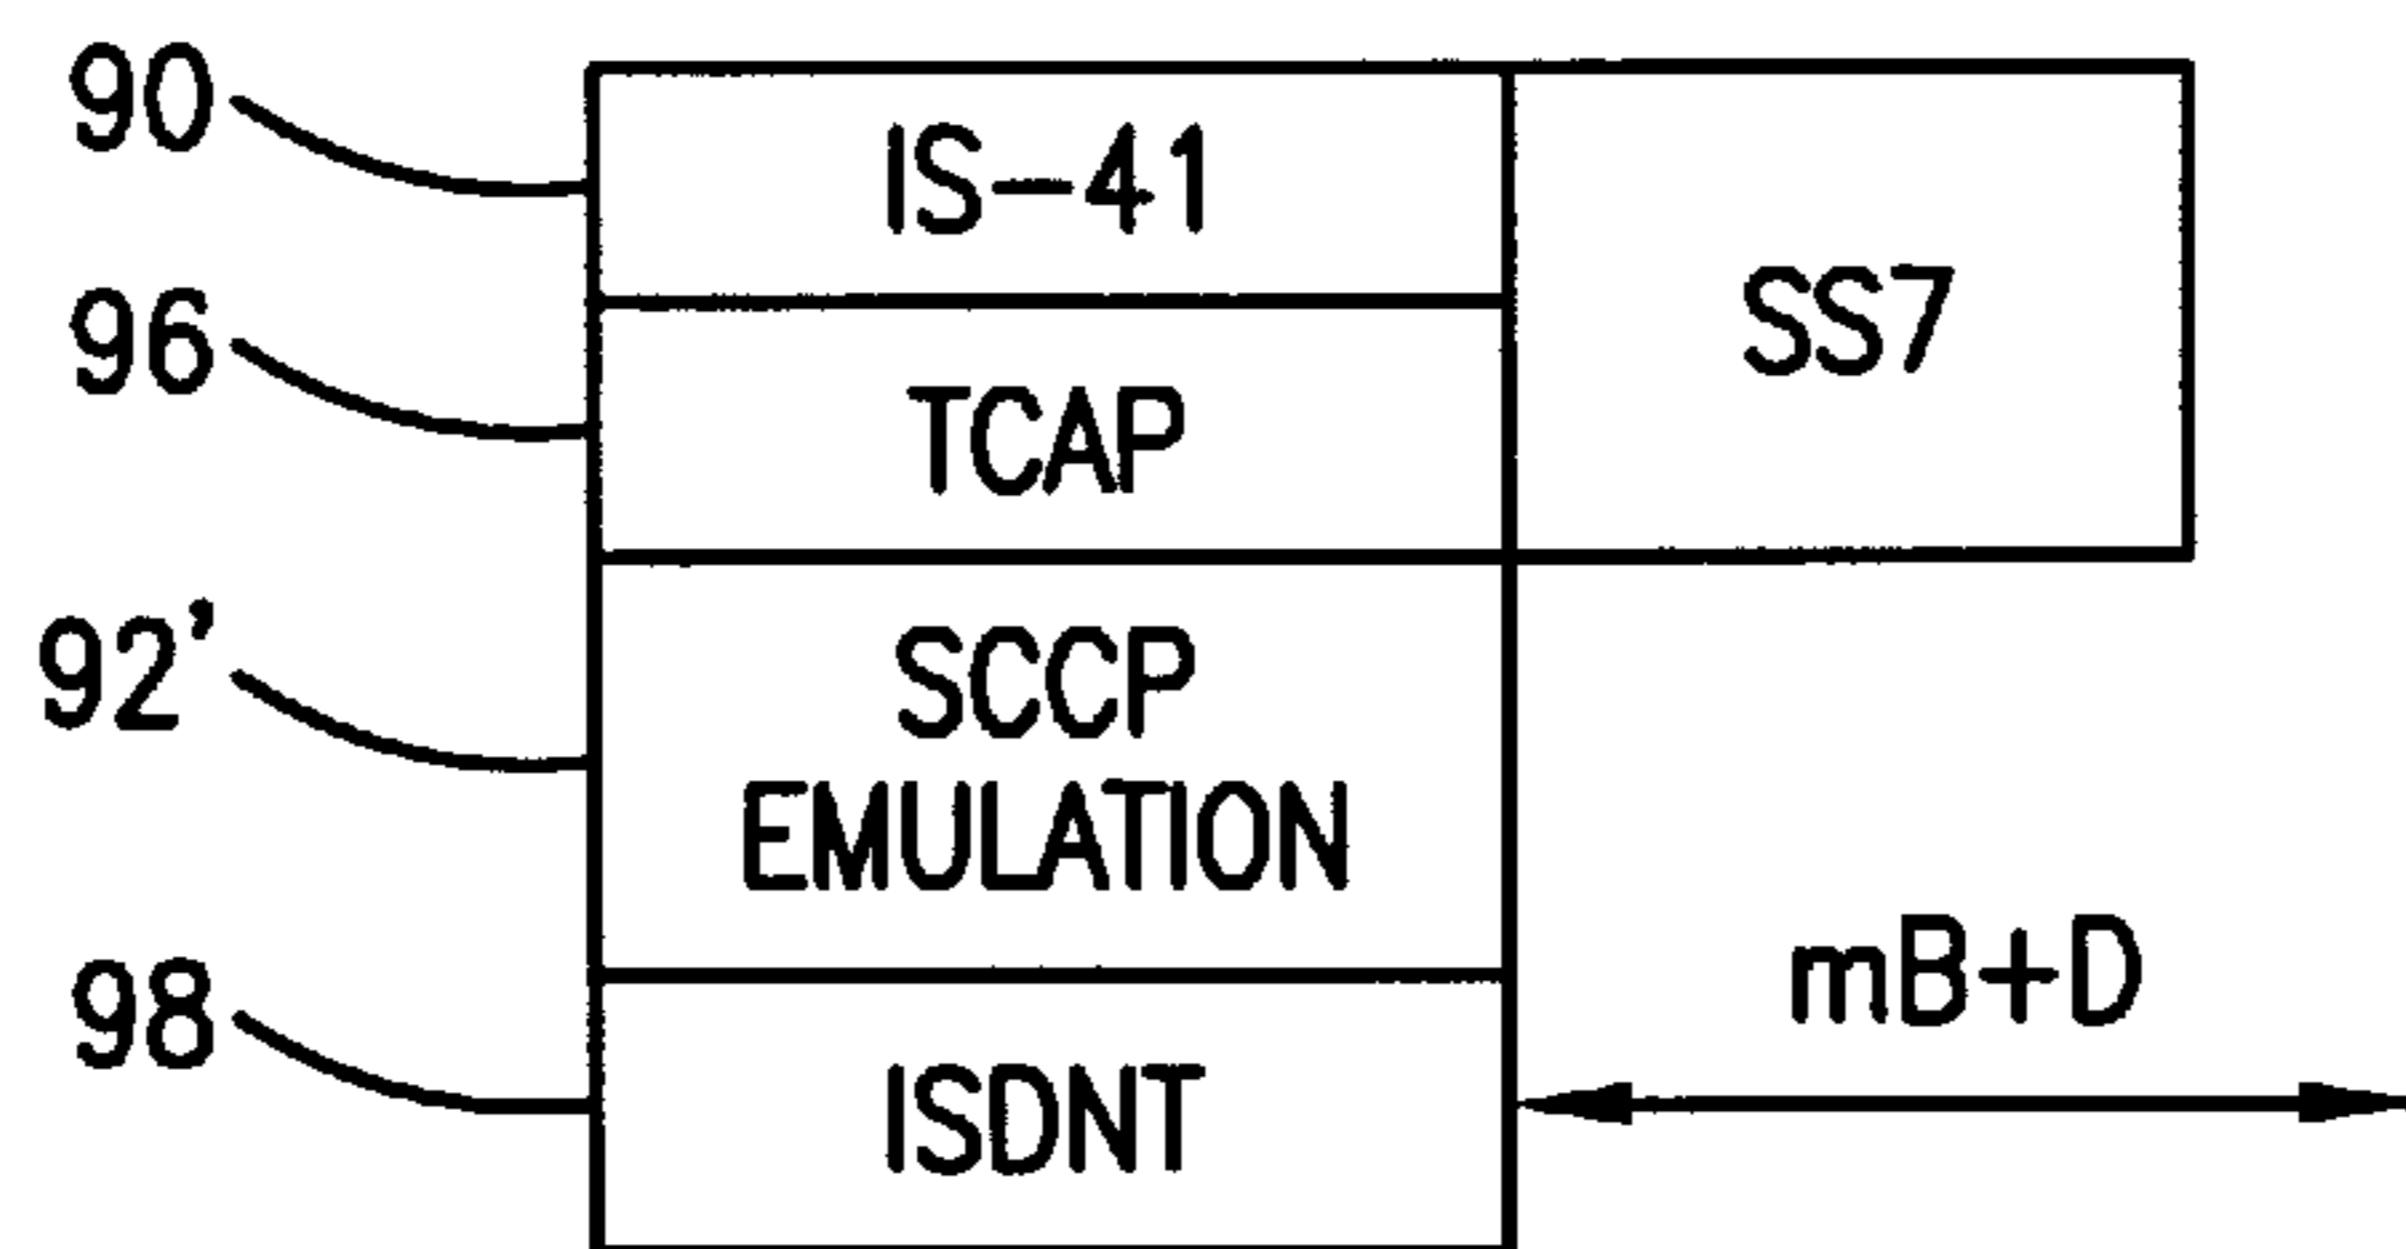 90
IS-41
SS7
96
TCAP
92'
SCCP
EMULATION
mB+D
98
ISDNT